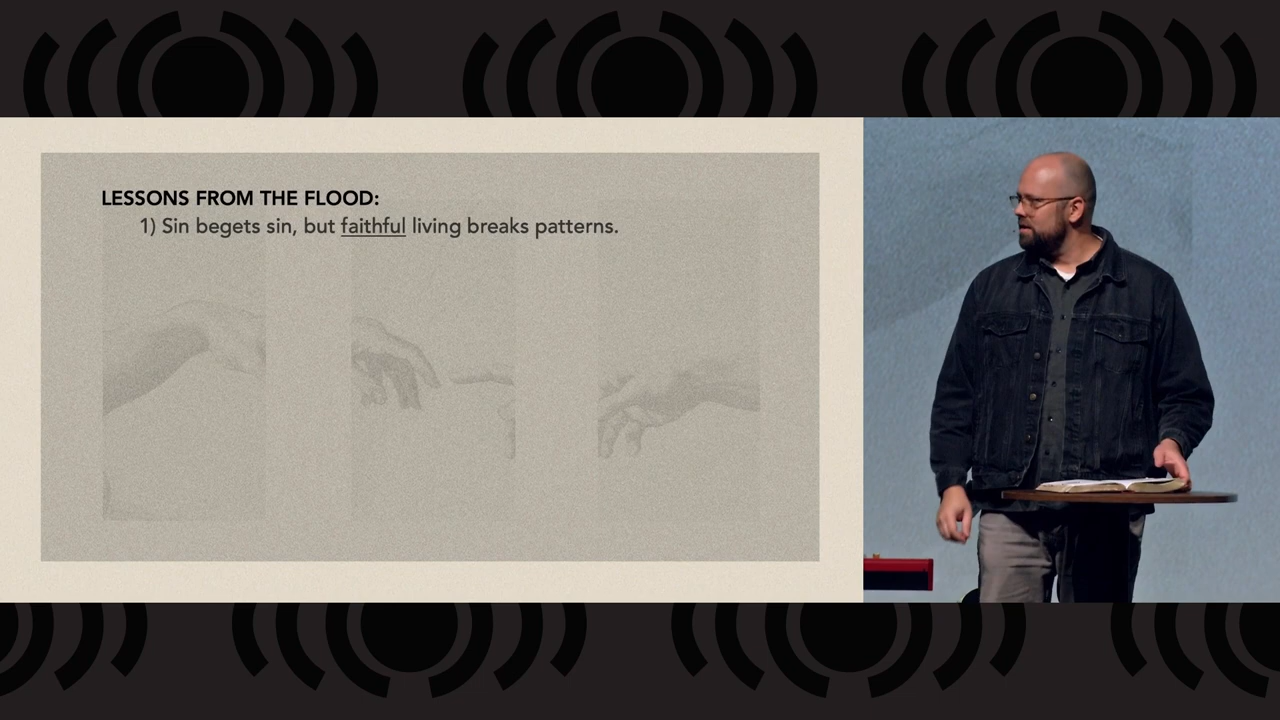 LESSONS FROM THE FLOOD:
1) Sin begets sin, but faithful living breaks patterns.